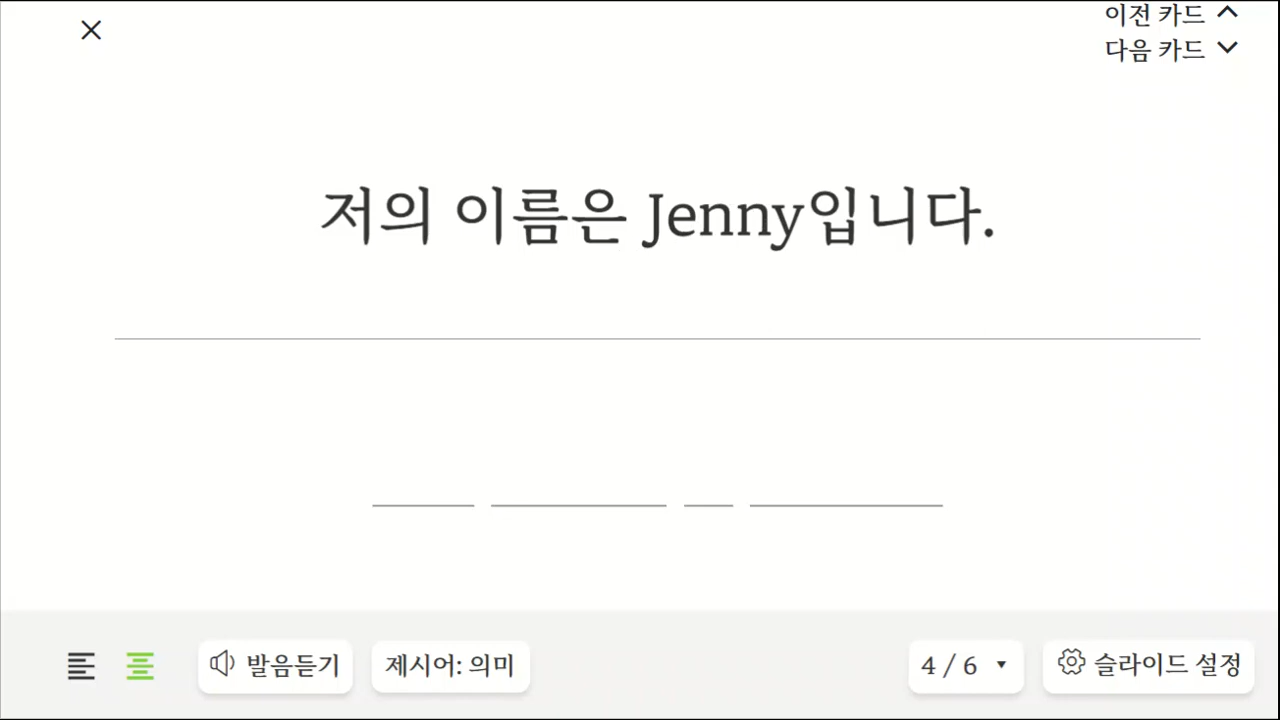 이전 카드
다음 카드
저의 이름은 Jenny입니다.
발음듣기
제시어: 의미
4 / 6
슬라이드 설정